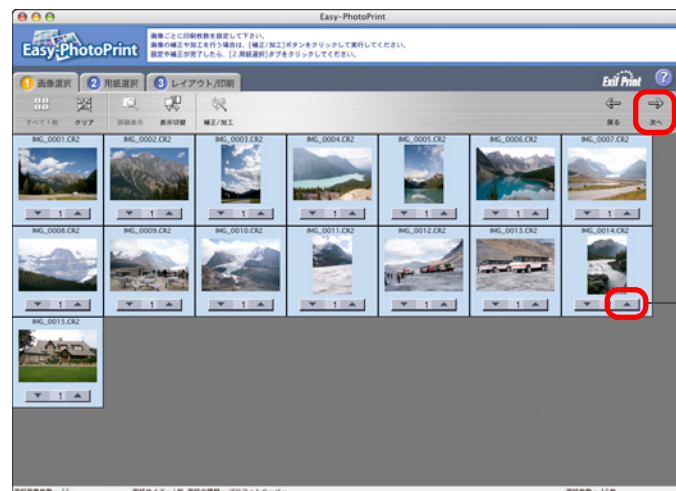 Easy-PhotoPrint
Easy-PhotoPrint
画像ごとに印刷枚数を設定して下さい。
画像の補正や加工を行う場合は、[補正/加工]ボタンをクリックして実行してください。
設定や補正が完了したら、[2.用紙選択]タブをクリックしてください。
1 画像選択 2 用紙選択 3 レイアウト/印刷 Exif Print ?
すべて1枚 クリア 詳細表示 表示切替 補正/加工 戻る 次へ
IMG_0001.CR2 IMG_0002.CR2 IMG_0003.CR2 IMG_0004.CR2 IMG_0005.CR2 IMG_0006.CR2 IMG_0007.CR2
1 1 1 1 1 1 1
IMG_0008.CR2 IMG_0009.CR2 IMG_0010.CR2 IMG_0011.CR2 IMG_0012.CR2 IMG_0013.CR2 IMG_0014.CR2
1 1 1 1 1 1 1
IMG_0015.CR2
1